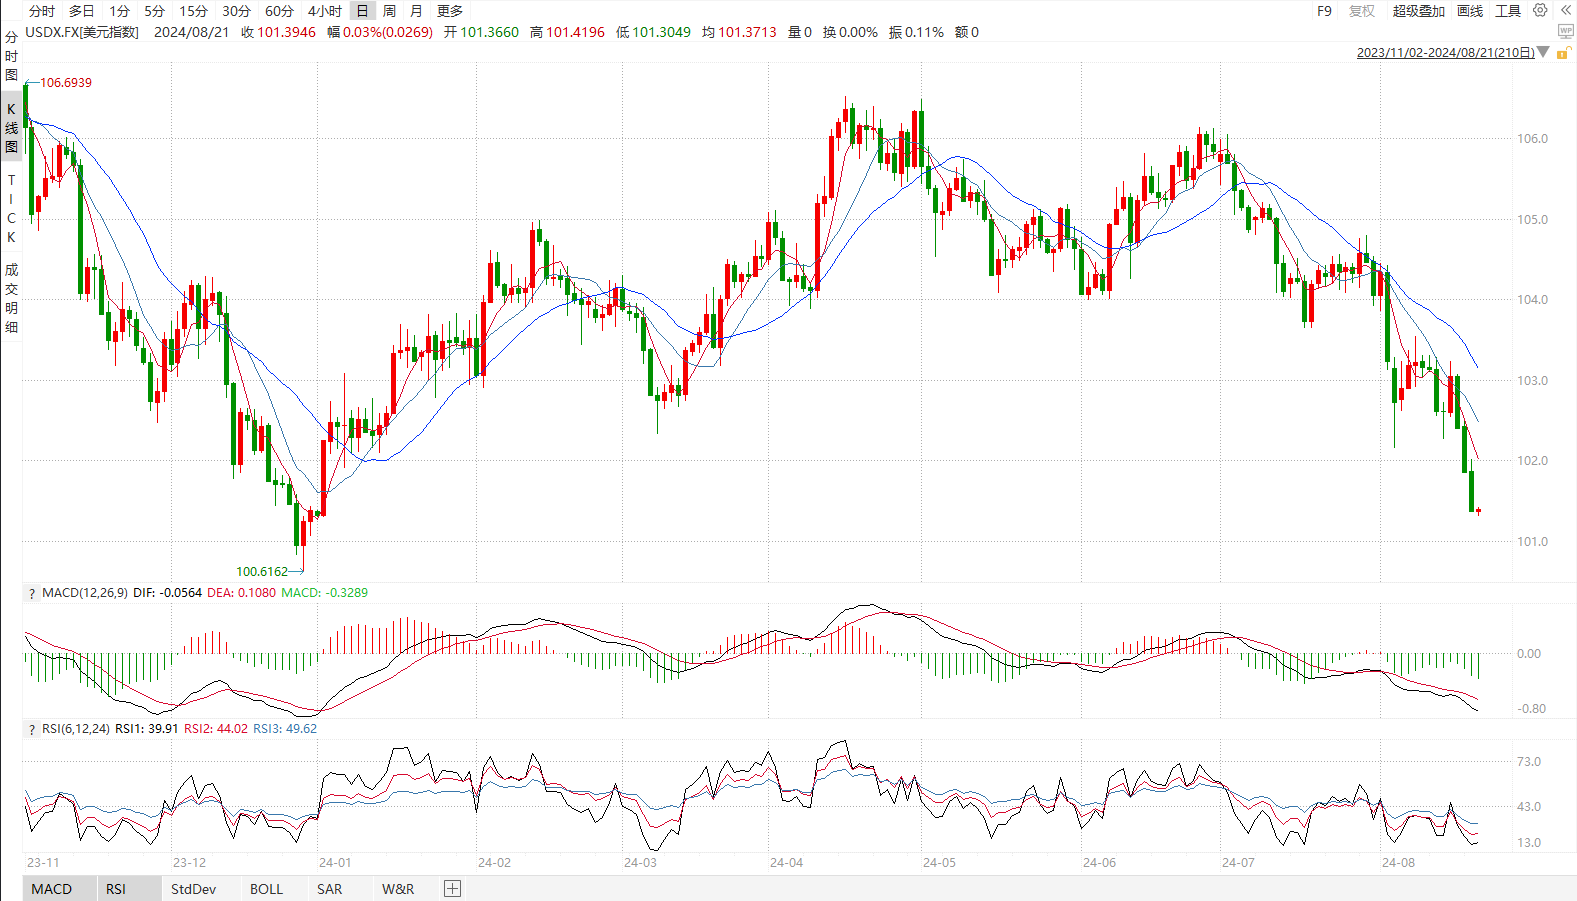 分时 多日 1分 5分 15分 30分 60分 4小时 日 周 月 更多 F9 复权 超级叠加 画线 工具
USDX.FX[美元指数] 2024/08/21 收 101.3946 幅 0.03%(0.0269) 开 101.3660 高 101.4196 低 101.3049 均 101.3713 量 0 换 0.00% 振 0.11% 额 0
WP
2023/11/02-2024/08/21(210日)
分时图
K线图
TICK
成交明细
106.6939
100.6162
106.0
105.0
104.0
103.0
102.0
101.0
? MACD(12,26,9) DIF: -0.0564 DEA: 0.1080 MACD: -0.3289
0.00
-0.80
? RSI(6,12,24) RSI1: 39.91 RSI2: 44.02 RSI3: 49.62
73.0
43.0
13.0
23-11 23-12 24-01 24-02 24-03 24-04 24-05 24-06 24-07 24-08
MACD RSI StdDev BOLL SAR W&R